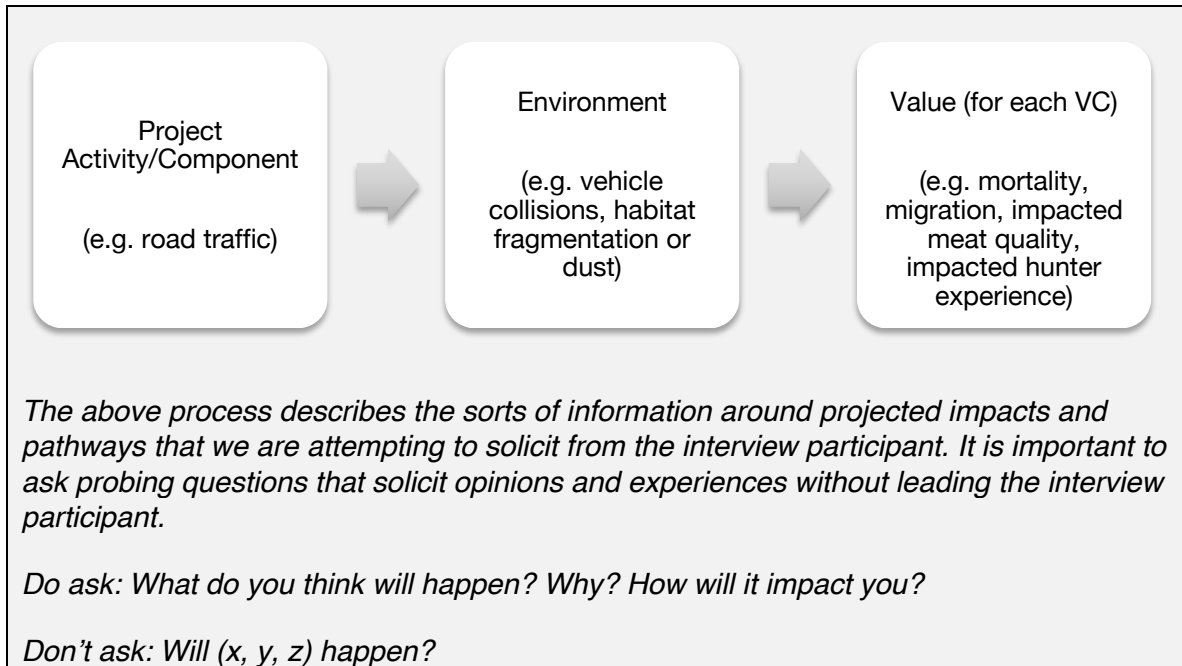 Project
Activity/Component
(e.g. road traffic)
Environment
(e.g. vehicle
collisions, habitat
fragmentation or
dust)
Value (for each VC)
(e.g. mortality,
migration, impacted
meat quality,
impacted hunter
experience)
The above process describes the sorts of information around projected impacts and
pathways that we are attempting to solicit from the interview participant. It is important to
ask probing questions that solicit opinions and experiences without leading the interview
participant.
Do ask: What do you think will happen? Why? How will it impact you?
Don’t ask: Will (x, y, z) happen?